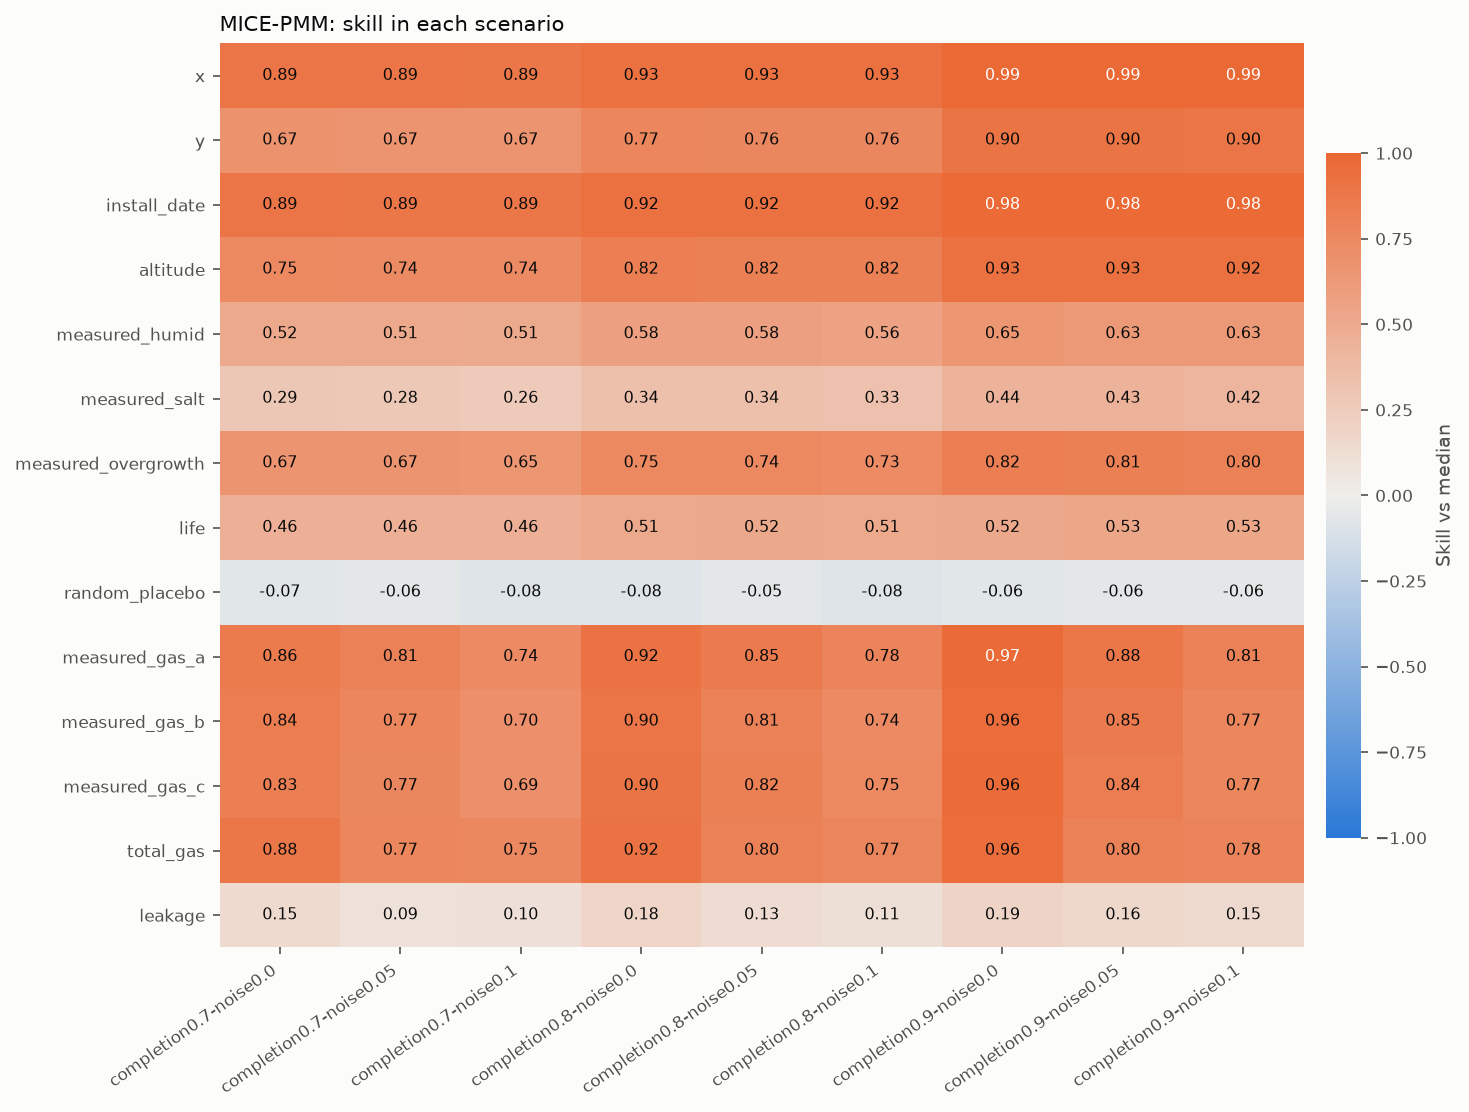 MICE-PMM: skill in each scenario
x 0.89 0.89 0.89 0.93 0.93 0.93 0.99 0.99 0.99
y 0.67 0.67 0.67 0.77 0.76 0.76 0.90 0.90 0.90
install_date 0.89 0.89 0.89 0.92 0.92 0.92 0.98 0.98 0.98
altitude 0.75 0.74 0.74 0.82 0.82 0.82 0.93 0.93 0.92
measured_humid 0.52 0.51 0.51 0.58 0.58 0.56 0.65 0.63 0.63
measured_salt 0.29 0.28 0.26 0.34 0.34 0.33 0.44 0.43 0.42
measured_overgrowth 0.67 0.67 0.65 0.75 0.74 0.73 0.82 0.81 0.80
life 0.46 0.46 0.46 0.51 0.52 0.51 0.52 0.53 0.53
random_placebo -0.07 -0.06 -0.08 -0.08 -0.05 -0.08 -0.06 -0.06 -0.06
measured_gas_a 0.86 0.81 0.74 0.92 0.85 0.78 0.97 0.88 0.81
measured_gas_b 0.84 0.77 0.70 0.90 0.81 0.74 0.96 0.85 0.77
measured_gas_c 0.83 0.77 0.69 0.90 0.82 0.75 0.96 0.84 0.77
total_gas 0.88 0.77 0.75 0.92 0.80 0.77 0.96 0.80 0.78
leakage 0.15 0.09 0.10 0.18 0.13 0.11 0.19 0.16 0.15
completion0.7-noise0.0
completion0.7-noise0.05
completion0.7-noise0.1
completion0.8-noise0.0
completion0.8-noise0.05
completion0.8-noise0.1
completion0.9-noise0.0
completion0.9-noise0.05
completion0.9-noise0.1
1.00
0.75
0.50
0.25
0.00
−0.25
−0.50
−0.75
−1.00
Skill vs median